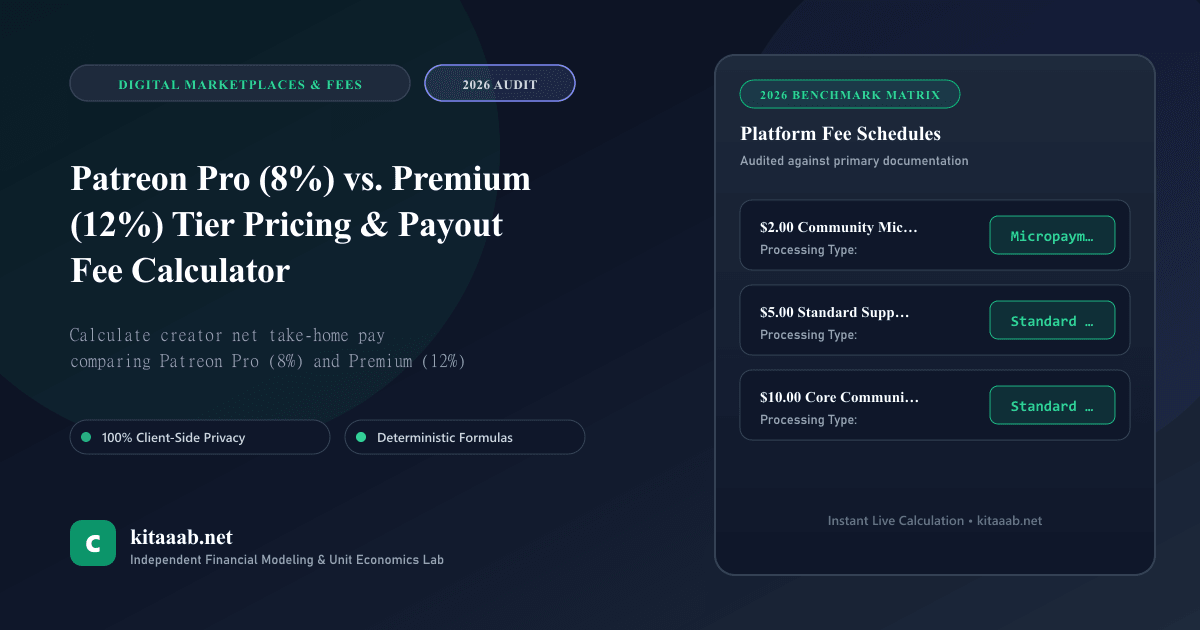 DIGITAL MARKETPLACES & FEES
2026 AUDIT
Patreon Pro (8%) vs. Premium
(12%) Tier Pricing & Payout
Fee Calculator
Calculate creator net take-home pay
comparing Patreon Pro (8%) and Premium (12%)
100% Client-Side Privacy
Deterministic Formulas
C
kitaaab.net
Independent Financial Modeling & Unit Economics Lab
2026 BENCHMARK MATRIX
Platform Fee Schedules
Audited against primary documentation
$2.00 Community Mic…
Processing Type:
Micropaym…
$5.00 Standard Supp…
Processing Type:
Standard …
$10.00 Core Communi…
Processing Type:
Standard …
Instant Live Calculation • kitaaab.net